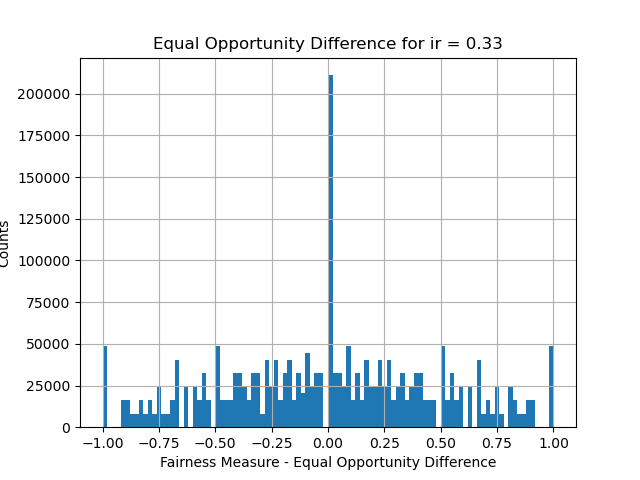 Equal Opportunity Difference for ir = 0.33
200000
175000
150000
125000
100000
75000
50000
25000
0
Counts
−1.00 −0.75 −0.50 −0.25 0.00 0.25 0.50 0.75 1.00
Fairness Measure - Equal Opportunity Difference